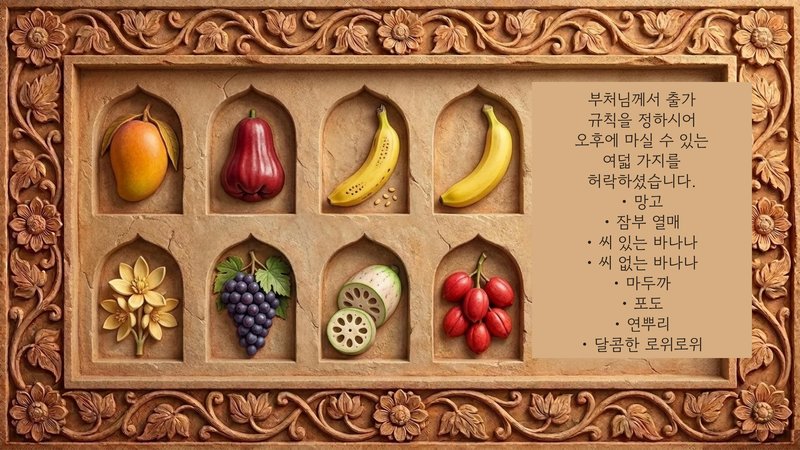 부처님께서 출가
규칙을 정하시어
오후에 마실 수 있는
여덟 가지를
허락하셨습니다.
• 망고
• 잠부 열매
• 씨 있는 바나나
• 씨 없는 바나나
• 마두까
• 포도
• 연뿌리
• 달콤한 로위로위